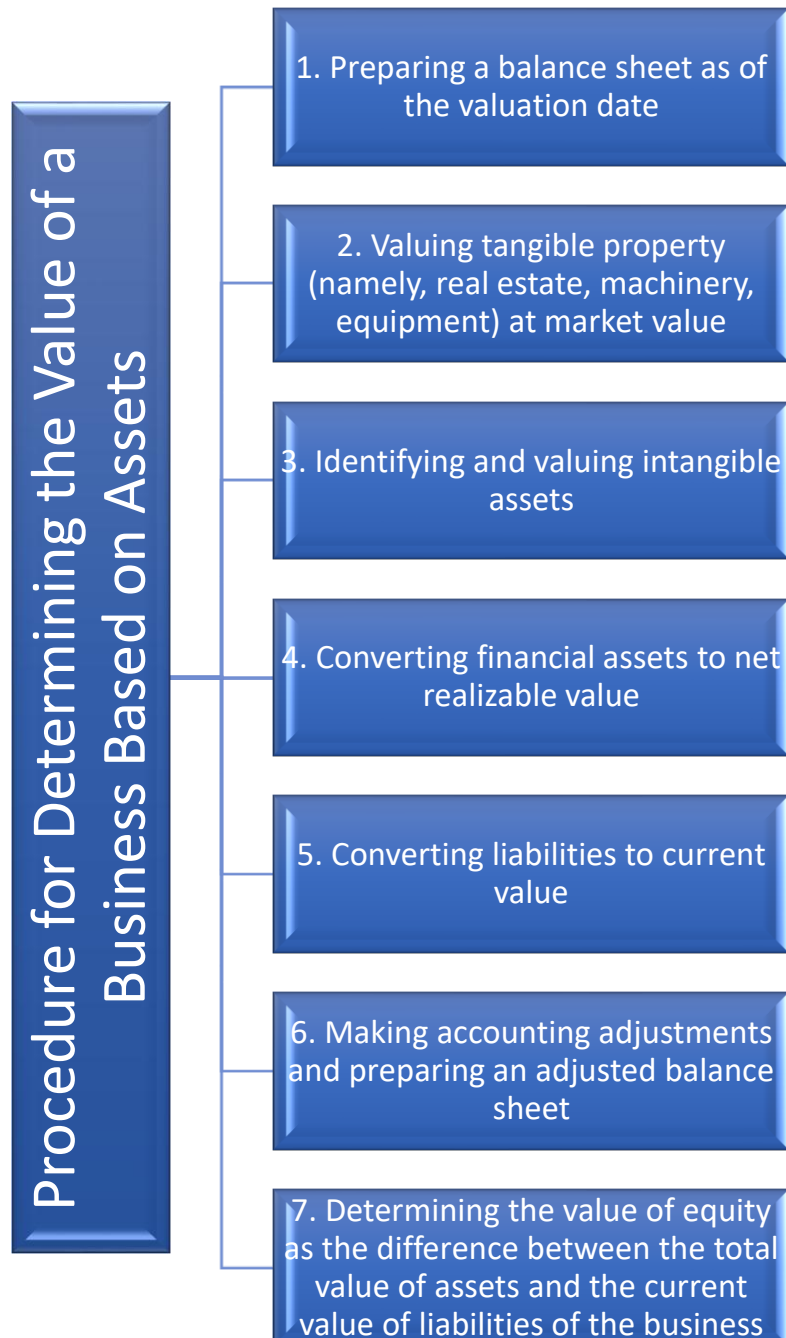 Procedure for Determining the Value of a
Business Based on Assets
1. Preparing a balance sheet as of
the valuation date
2. Valuing tangible property
(namely, real estate, machinery,
equipment) at market value
3. Identifying and valuing intangible
assets
4. Converting financial assets to net
realizable value
5. Converting liabilities to current
value
6. Making accounting adjustments
and preparing an adjusted balance
sheet
7. Determining the value of equity
as the difference between the total
value of assets and the current
value of liabilities of the business